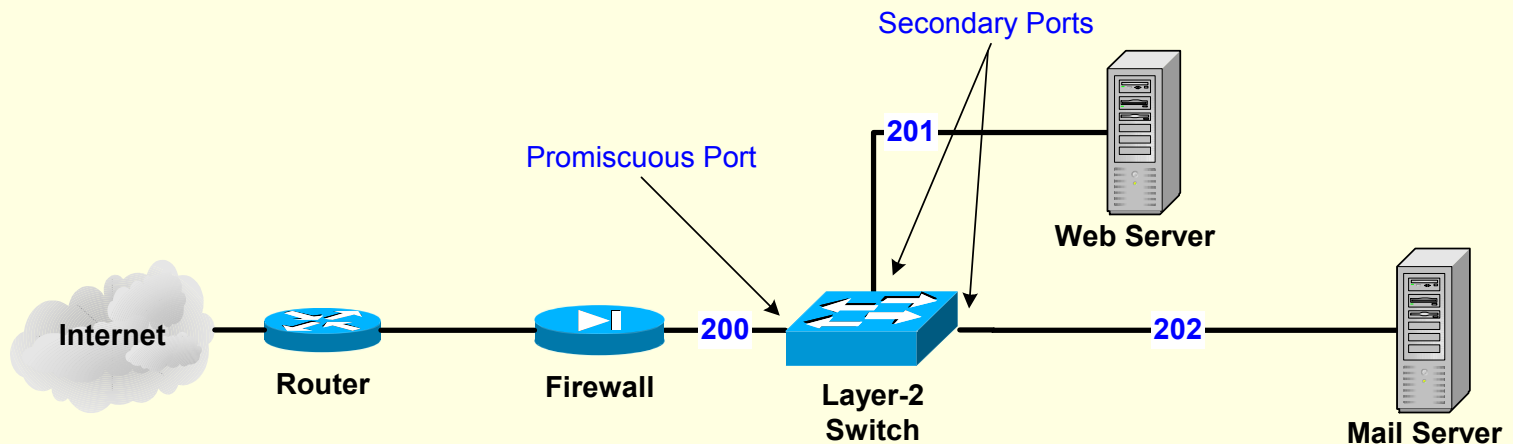 Secondary Ports
201
Promiscuous Port
Web Server
Internet
200
202
Router
Firewall
Layer-2
Switch
Mail Server